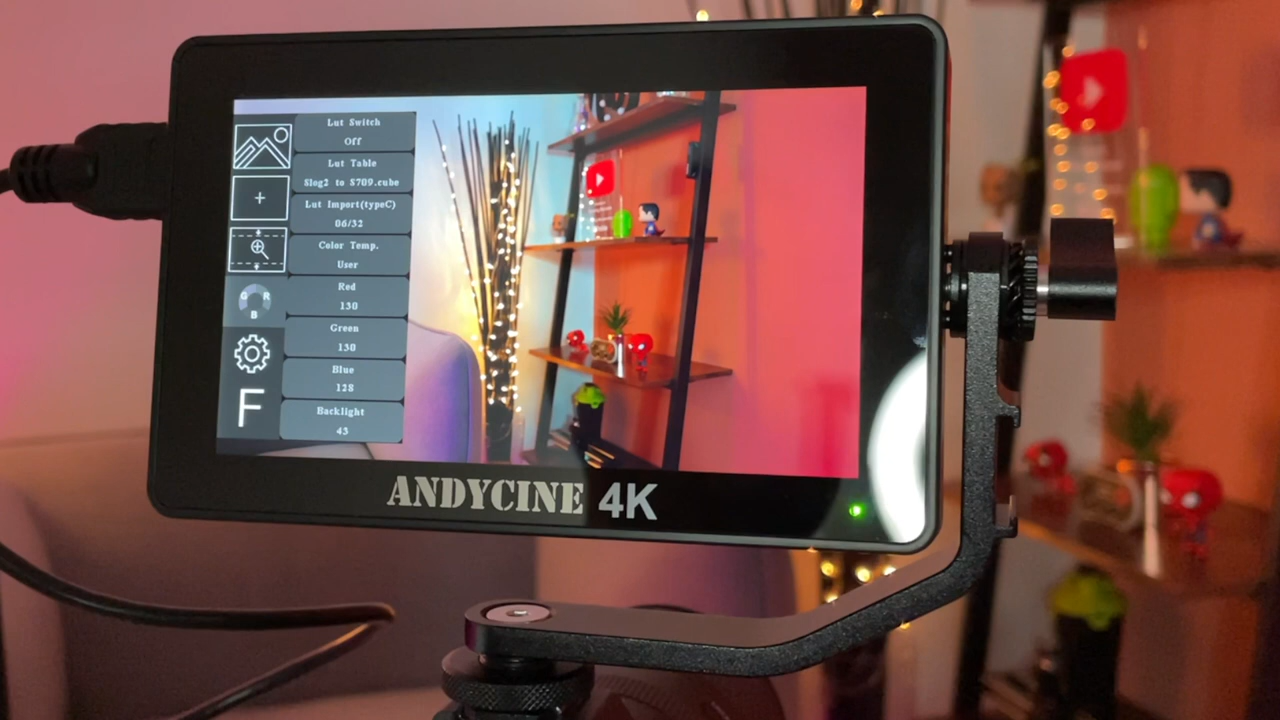 Lut Switch
Off
Lut Table
Slog2 to S709.cube
Lut Import(typeC)
06/32
Color Temp.
User
G R
B
Red
130
Green
130
Blue
128
F
Backlight
43
ANDYCINE 4K